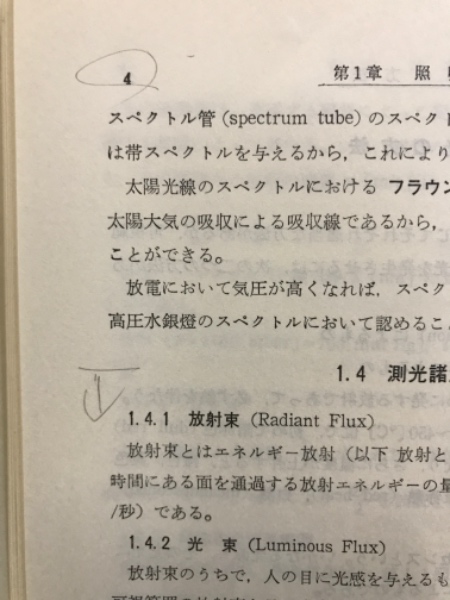 4
第1章 照
スペクトル管 (spectrum tube) のスペクト
は帯スペクトルを与えるから，これにより
太陽光線のスペクトルにおける フラウン
太陽大気の吸収による吸収線であるから，
ことができる。
放電において気圧が高くなれば，スペク
高圧水銀燈のスペクトルにおいて認めるこ
1.4 測光諸
1.4.1 放射束 (Radiant Flux)
放射束とはエネルギー放射（以下 放射と
時間にある面を通過する放射エネルギーの量
/秒）である。
1.4.2 光 束 (Luminous Flux)
放射束のうちで，人の目に光感を与えるも